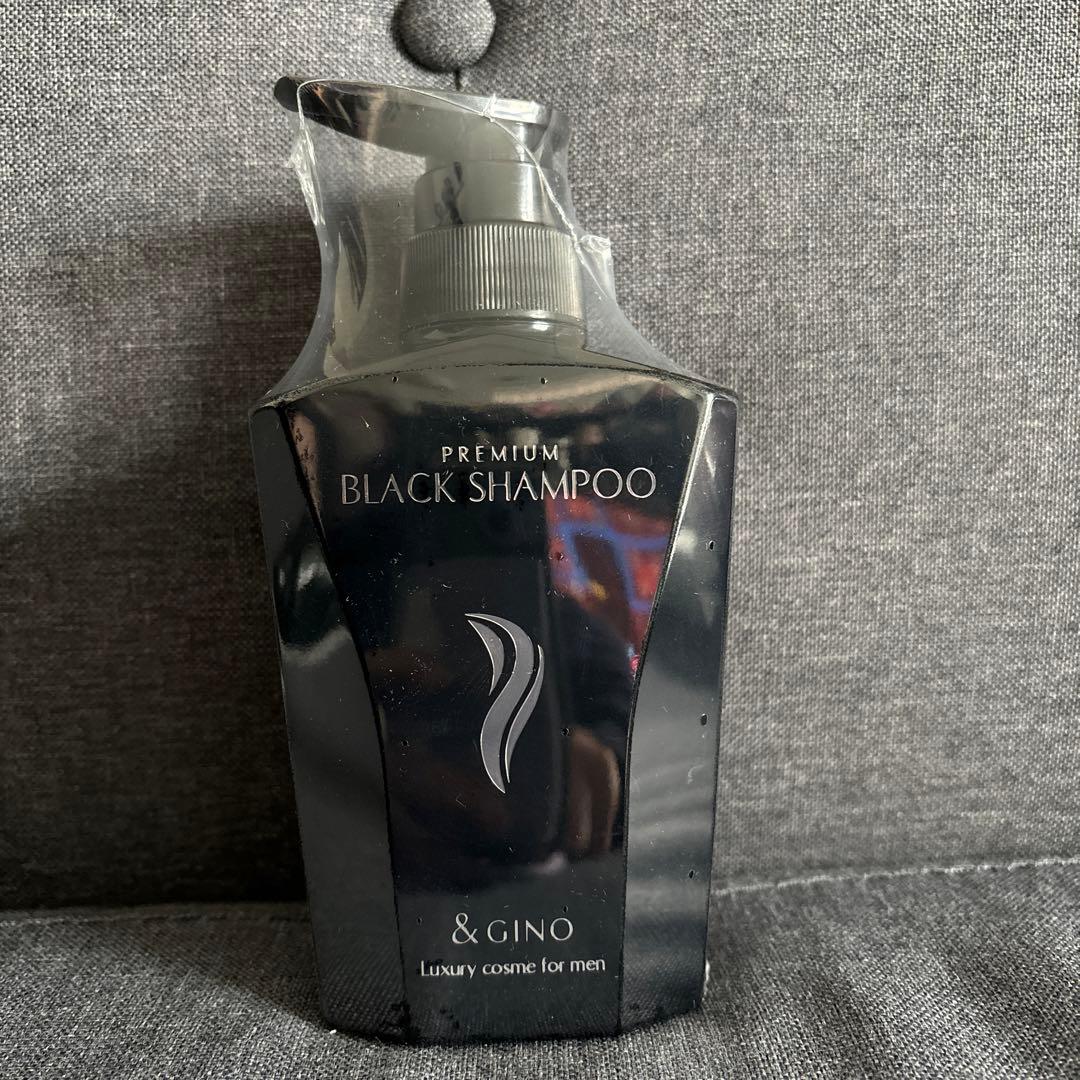 PREMIUM
BLACK SHAMPOO
& GINO
Luxury cosme for men